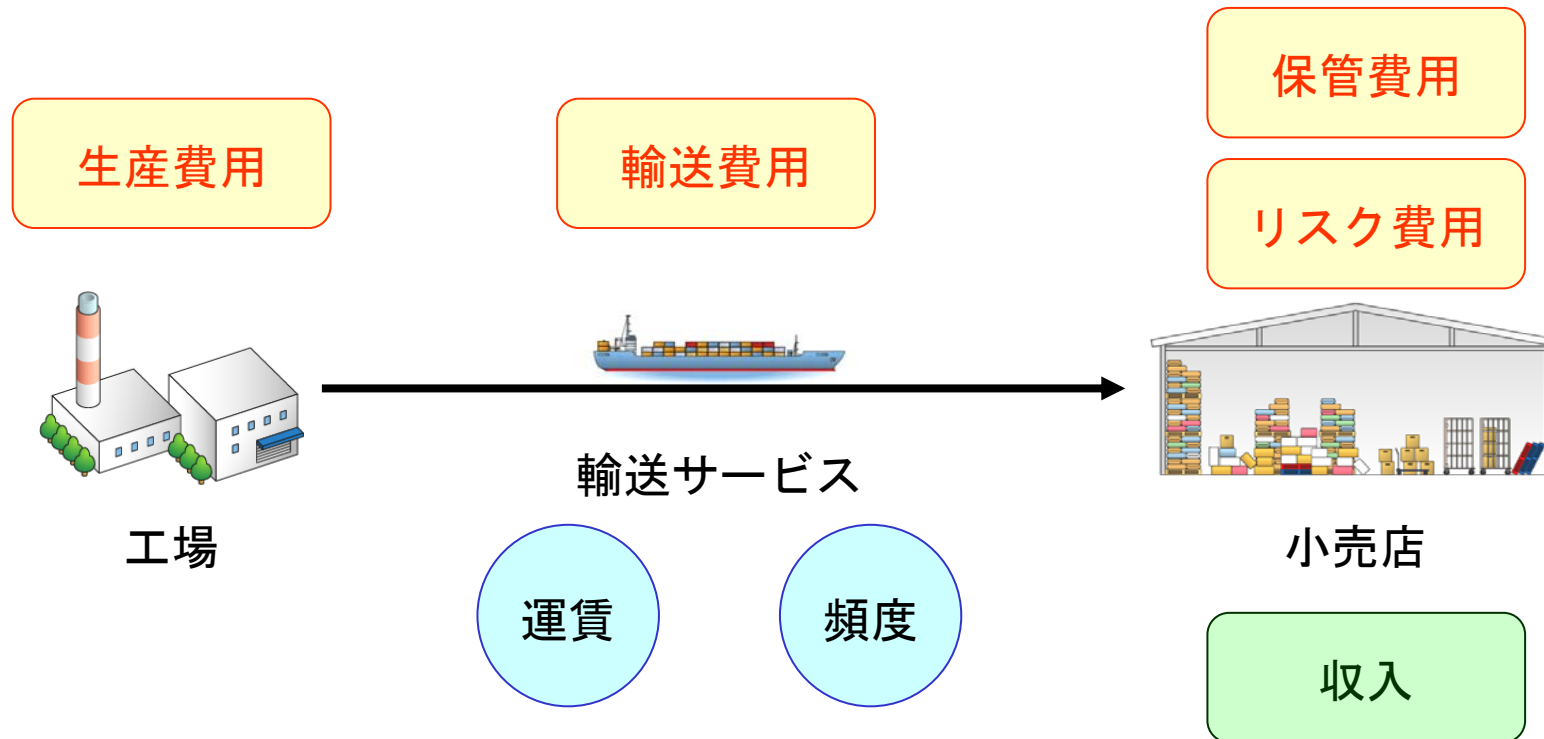 保管費用
生産費用
輸送費用
リスク費用
輸送サービス
工場
小売店
運賃
頻度
収入